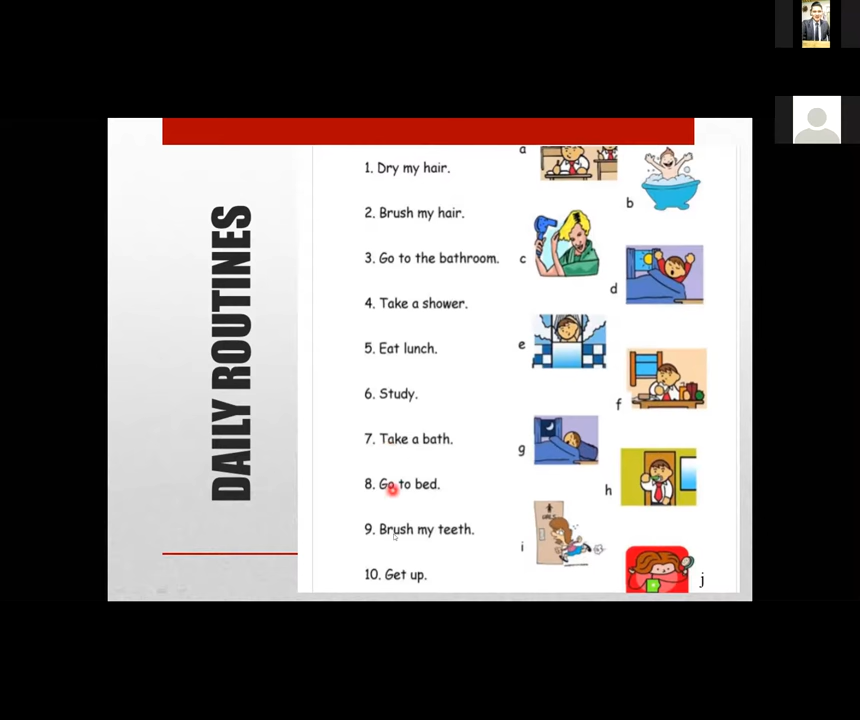 DAILY ROUTINES
1. Dry my hair.
2. Brush my hair.
3. Go to the bathroom.
4. Take a shower.
5. Eat lunch.
6. Study.
7. Take a bath.
8. Go to bed.
9. Brush my teeth.
10. Get up.
a
b
c
d
e
f
g
h
i
j